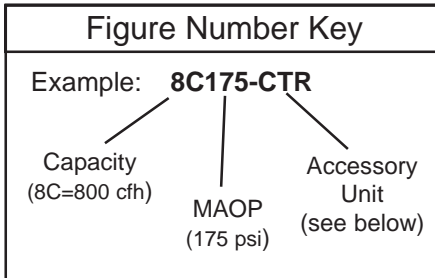 Figure Number Key
Example: 8C175-CTR
Capacity
(8C=800 cfh)
MAOP
(175 psi)
Accessory
Unit
(see below)